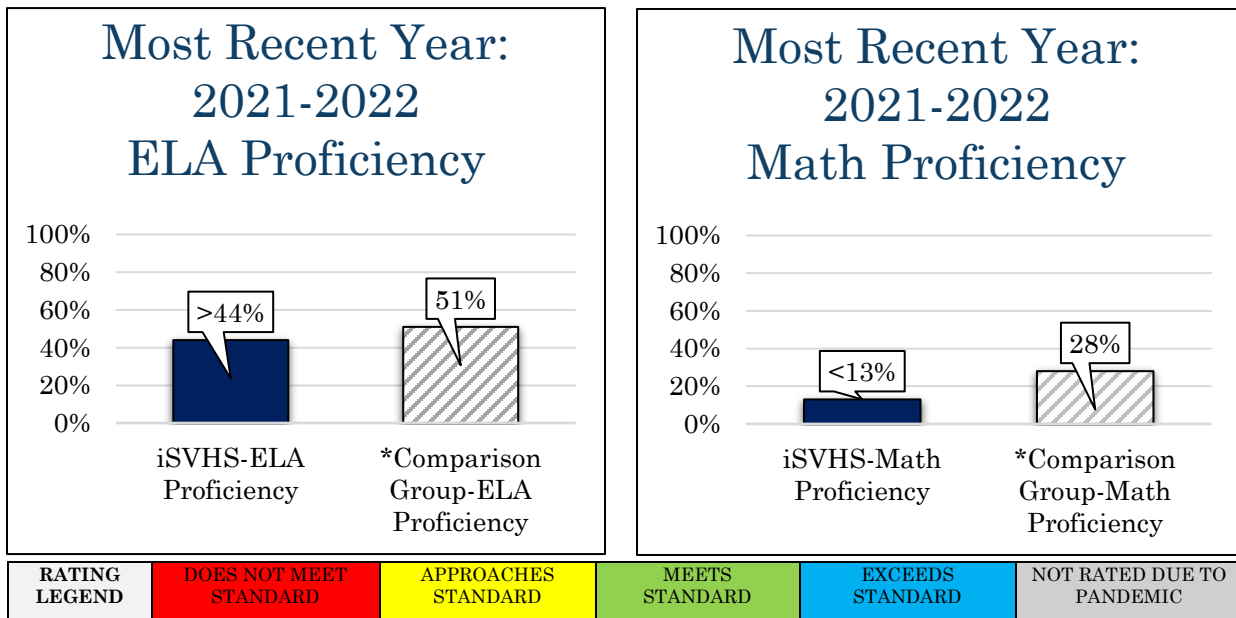 Most Recent Year:
2021-2022
ELA Proficiency
100%
80%
60%
40%
20%
0%
>44%
51%
iSVHS-ELA
Proficiency
*Comparison
Group-ELA
Proficiency
Most Recent Year:
2021-2022
Math Proficiency
100%
80%
60%
40%
20%
0%
<13%
28%
iSVHS-Math
Proficiency
*Comparison
Group-Math
Proficiency
RATING
LEGEND
DOES NOT MEET
STANDARD
APPROACHES
STANDARD
MEETS
STANDARD
EXCEEDS
STANDARD
NOT RATED DUE TO
PANDEMIC